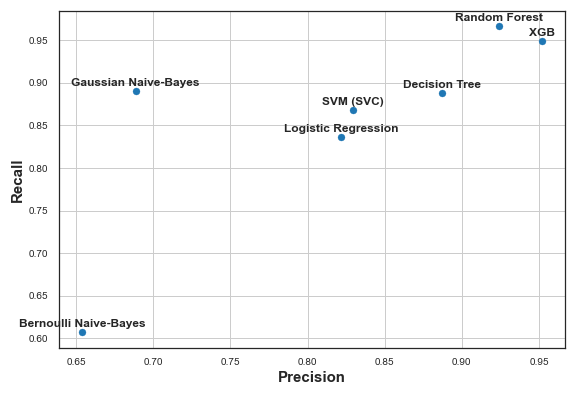 Random Forest
XGB
Gaussian Naive-Bayes
Decision Tree
SVM (SVC)
Logistic Regression
Bernoulli Naive-Bayes
Recall
0.95
0.90
0.85
0.80
0.75
0.70
0.65
0.60
0.65 0.70 0.75 0.80 0.85 0.90 0.95
Precision